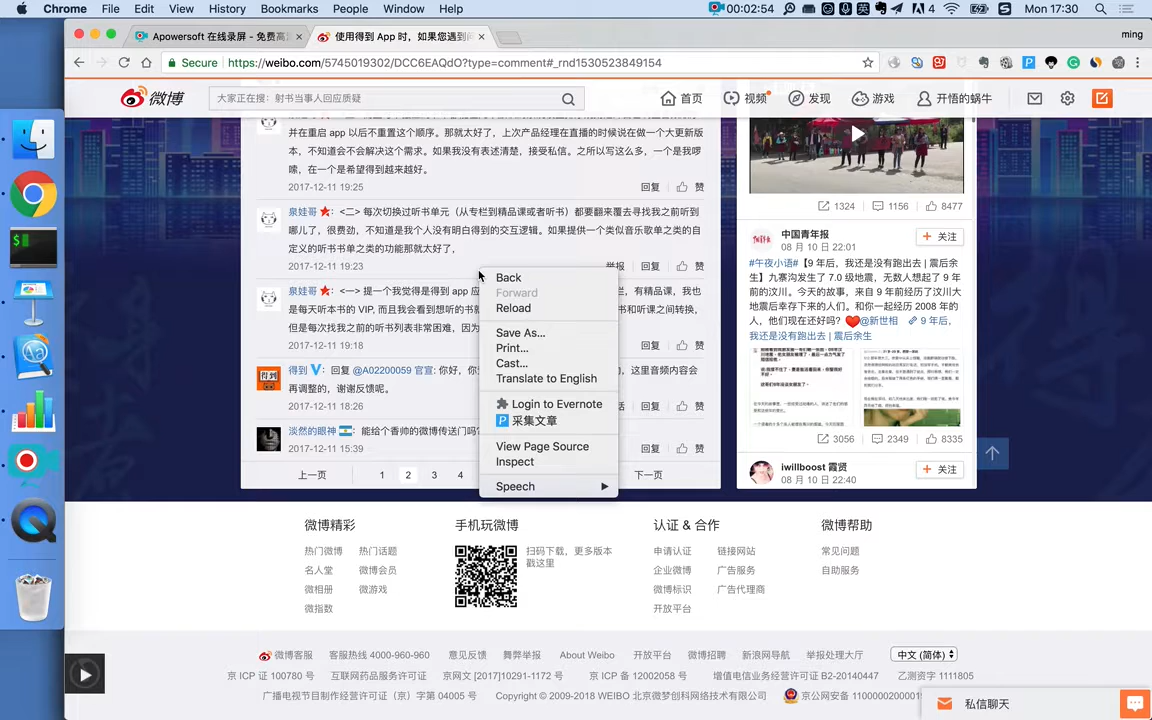 Chrome File Edit View History Bookmarks People Window Help 00:02:54 英 4 Mon 17:30
Apowersoft 在线录屏 - 免费高 使用得到 App 时，如果您遇到 ming
Secure https://weibo.com/5745019302/DCC6EAQdO?type=comment#_rnd1530523849154
微博 大家正在搜：射书当事人回应质疑 首页 视频 发现 游戏 开悟的蜗牛
并在重启 app 以后不重置这个顺序。那就太好了，上次产品经理在直播的时候说在做一个大更新版
本，不知道会不会解决这个需求。如果我没有表述清楚，接受私信。之所以写这么多，一个是我啰
嗦，在一个是希望得到越来越好。
2017-12-11 19:25 回复 赞
泉娃哥：<二> 每次切换过听书单元（从专栏到精品课或者听书）都要翻来覆去寻找我之前听到
哪儿了，很费劲，不知道是我个人没有明白得到的交互逻辑。如果提供一个类似音乐歌单之类的自
定义的听书书单之类的功能那就太好了，
2017-12-11 19:23 举报 回复 赞
泉娃哥：<一> 提一个我觉得是得到 app 应 栏，有精品课，我也
是每天听本书的 VIP, 而且我会看到想听的书就 书和听课之间转换，
但是每次找我之前的听书列表非常困难，因为
2017-12-11 19:18 回复 赞
得到
得到 V：回复 @A02200059 官宣: 你好，你 的，这里音频内容会
再调整的，谢谢反馈呢。
2017-12-11 18:26 回复 赞
淡然的眼神：能给个香帅的微博传送门吗？
2017-12-11 15:39 回复 赞
上一页 1 2 3 4 下一页
Back
Forward
Reload
Save As...
Print...
Cast...
Translate to English
Login to Evernote
采集文章
View Page Source
Inspect
Speech
1324 1156 8477
中国青年报 + 关注
08 月 10 日 22:01
#午夜小语#【9 年后，我还是没有跑出去 | 震后余
生】九寨沟发生了 7.0 级地震，无数人想起了 9 年
前的汶川。今天的故事，来自 9 年前经历了汶川大
地震后幸存下来的人们。和你一起经历 2008 年的
人，他们现在还好吗？ @新世相 9 年后，
我还是没有跑出去 | 震后余生
3056 2349 8335
iwillboost 霞贤 + 关注
08 月 10 日 22:40
微博精彩 手机玩微博 认证 & 合作 微博帮助
热门微博 热门话题 扫码下载，更多版本 申请认证 链接网站 常见问题
戳这里
名人堂 微博会员 企业微博 广告服务 自助服务
微相册 微游戏 微博标识 广告代理商
微指数 开放平台
微博客服 客服热线 4000-960-960 意见反馈 舞弊举报 About Weibo 开放平台 微博招聘 新浪网导航 举报处理大厅 中文 (简体)
京 ICP 证 100780 号 互联网药品服务许可证 京网文 [2017]10191-1172 号 京 ICP 备 12002058 号 增值电信业务经营许可证 B2-20140447 乙测资字 1111805
广播电视节目制作经营许可证（京）字第 04005 号 Copyright © 2009-2018 WEIBO 北京微梦创科网络技术有限公司 京公网安备 1100000200001
私信聊天